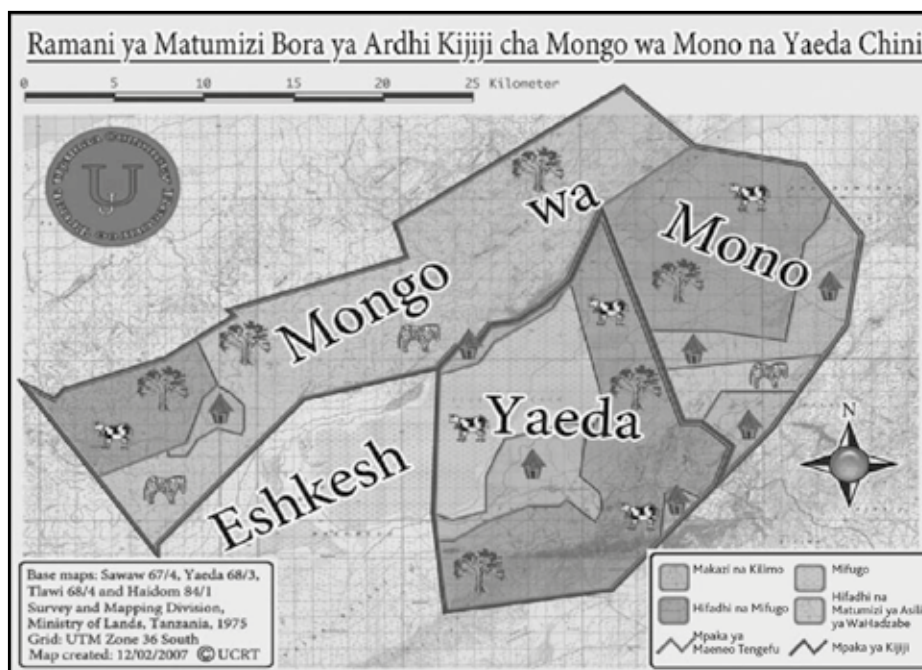 Ramani ya Matumizi Bora ya Ardhi Kijiji cha Mongo wa Mono na Yaeda Chini
0 5 10 15 20 25 Kilometer
U
wa
Mono
Mongo
Yaeda
Eshkesh
N
Base maps: Sawaw 67/4, Yaeda 68/3,
Tlawi 68/4 and Haidom 84/1
Survey and Mapping Division,
Ministry of Lands, Tanzania, 1975
Grid: UTM Zone 36 South
Map created: 12/02/2007 © UCRT
Makazi na Kilimo
Mifugo
Hifadhi na Mifugo
Hifadhi na
Matumizi ya Asili
ya WaHadzabe
Mpaka ya
Maeneo Tengefu
Mpaka ya Kijiji